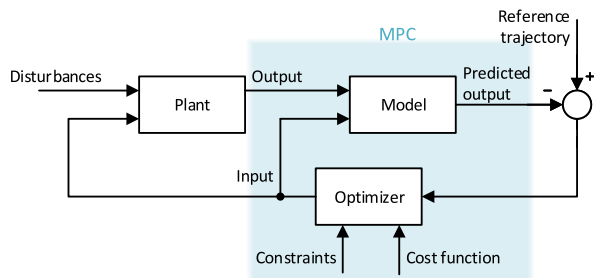 Reference
trajectory
MPC
Disturbances
Output
Predicted
output
-
+
Plant
Model
Input
Optimizer
Constraints
Cost function